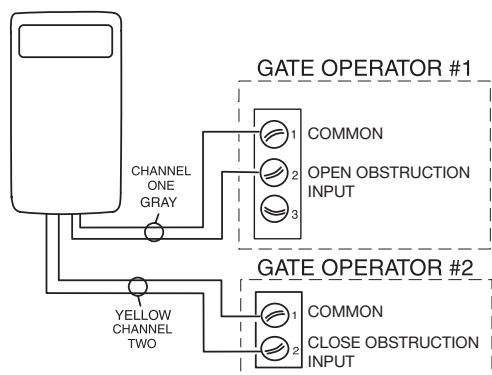 GATE OPERATOR #1
1 COMMON
2 OPEN OBSTRUCTION
INPUT
3
CHANNEL
ONE
GRAY
GATE OPERATOR #2
1 COMMON
2 CLOSE OBSTRUCTION
INPUT
YELLOW
CHANNEL
TWO